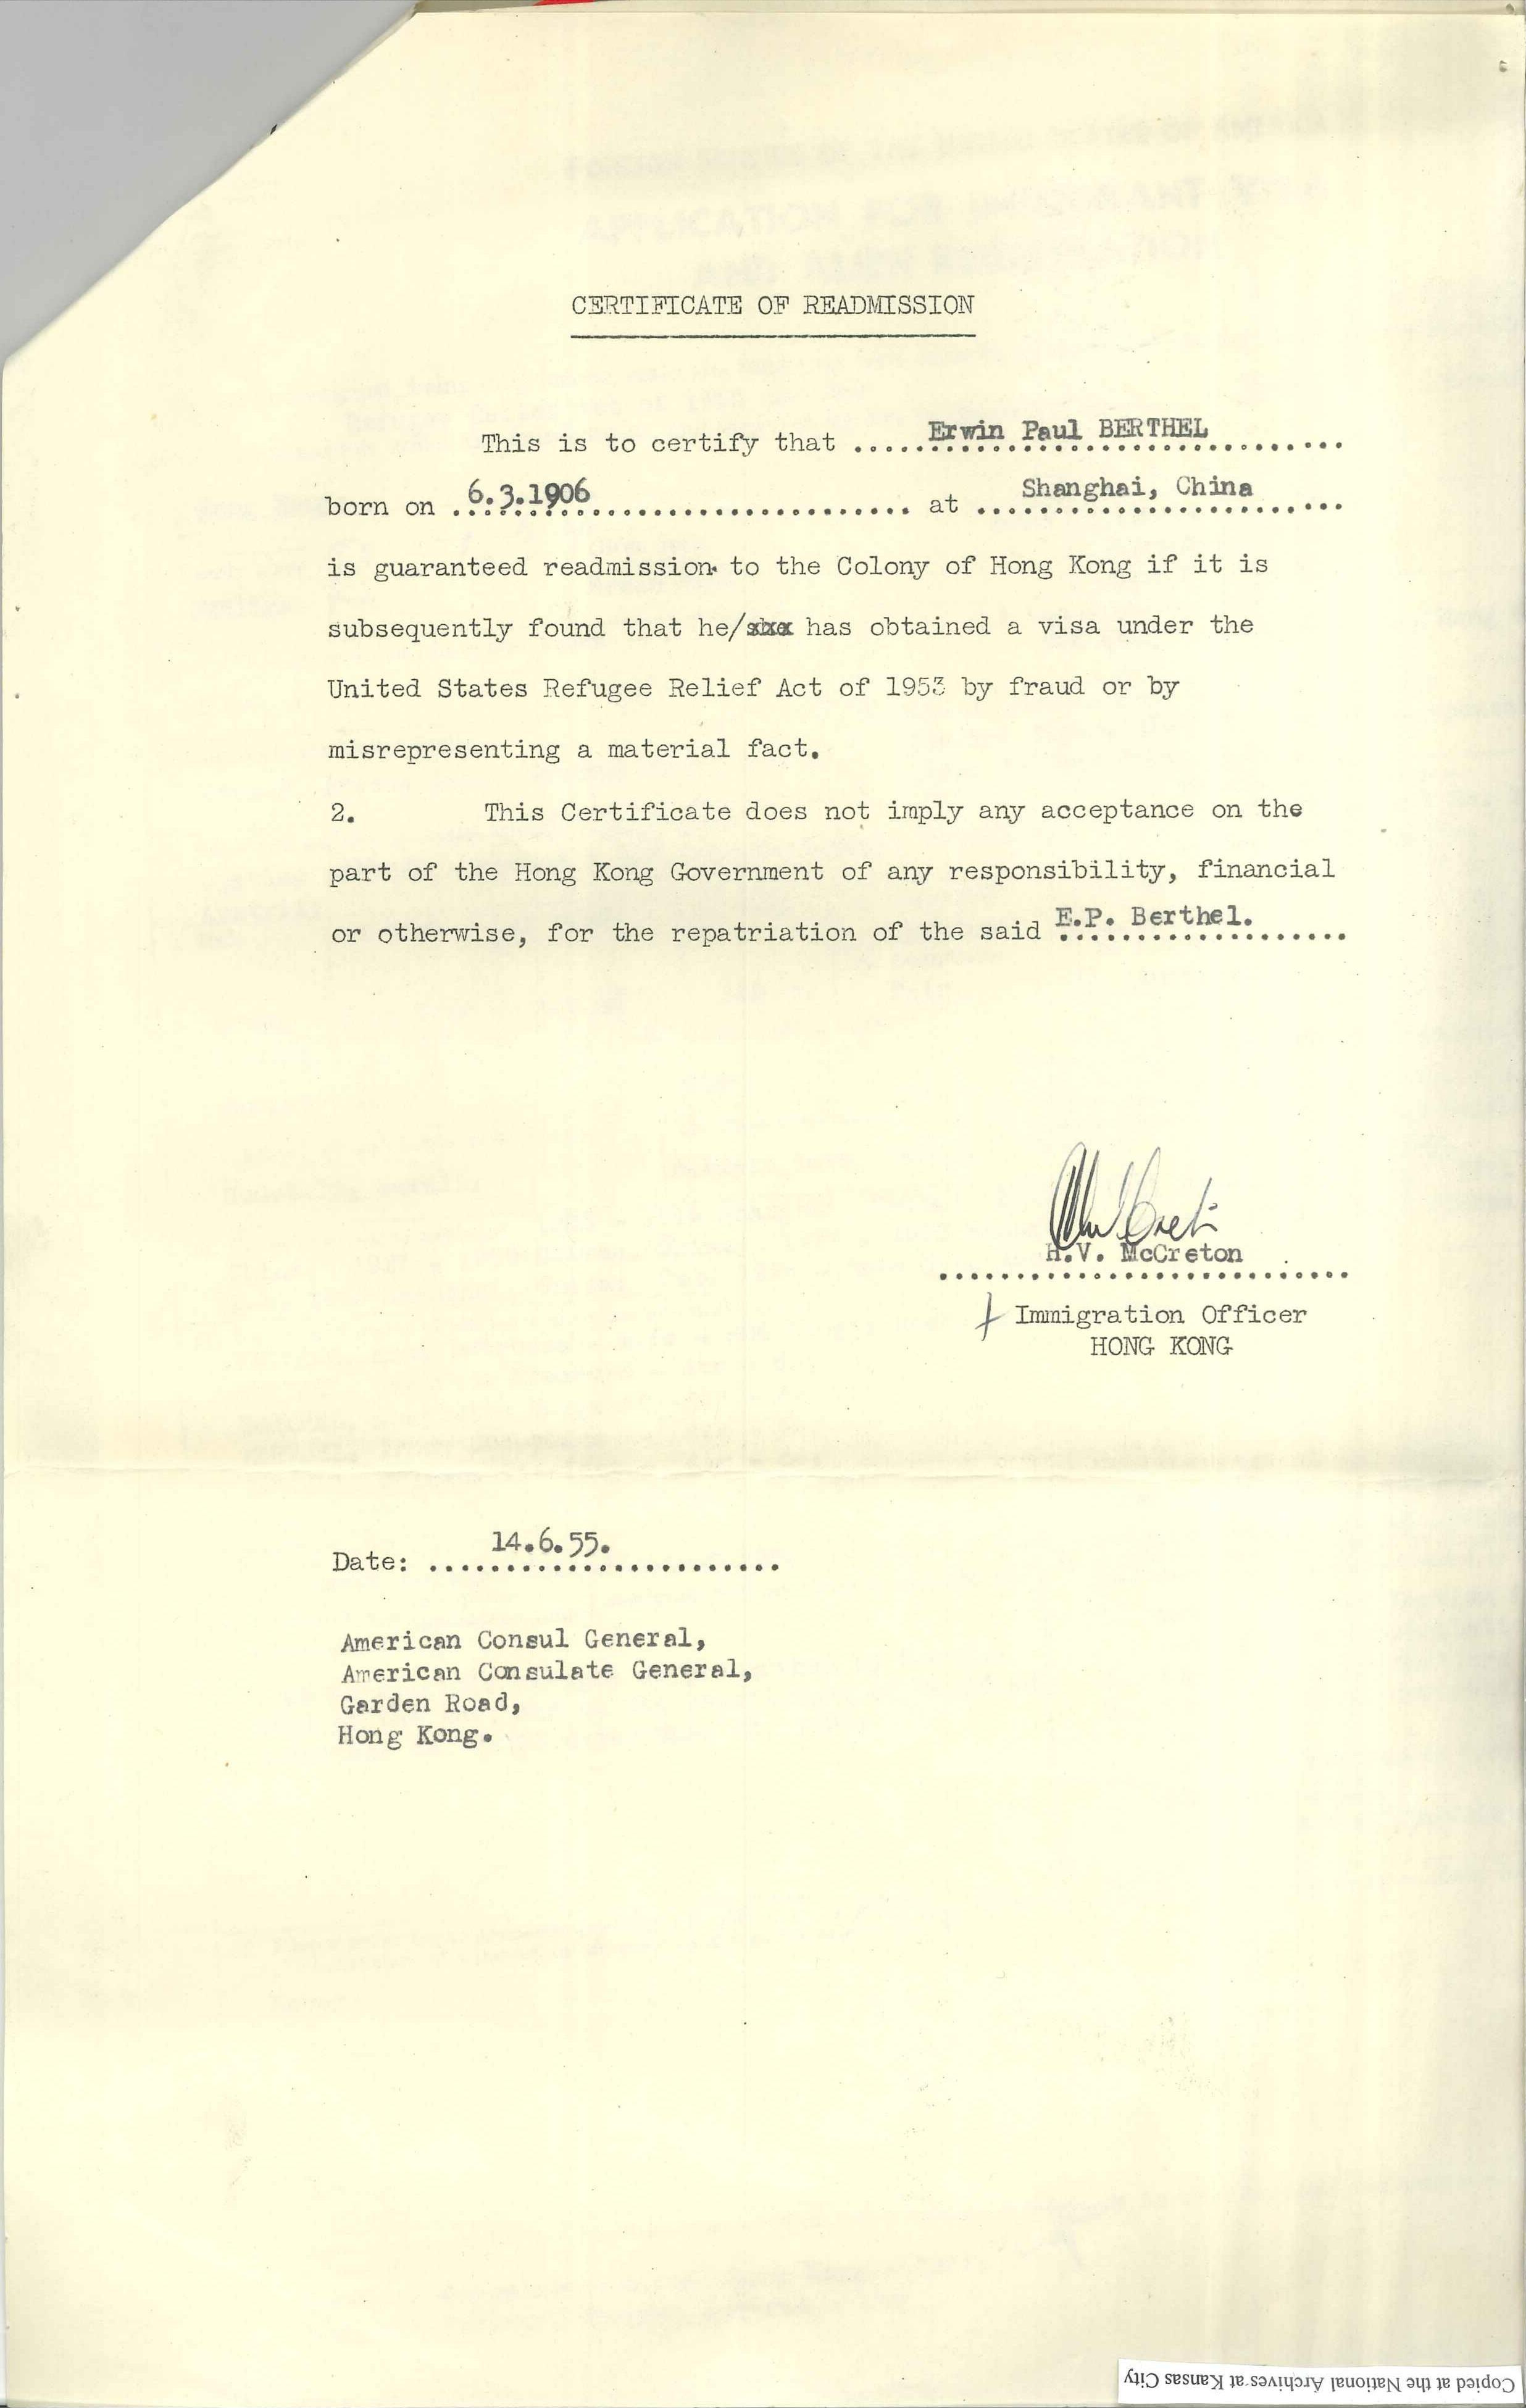 CERTIFICATE OF READMISSION
This is to certify that ..... Erwin Paul BERTHEL
born on 6.3.1906 at Shanghai, China
is guaranteed readmission to the Colony of Hong Kong if it is
subsequently found that he/ has obtained a visa under the
United States Refugee Relief Act of 1953 by fraud or by
misrepresenting a material fact.
2. This Certificate does not imply any acceptance on the
part of the Hong Kong Government of any responsibility, financial
or otherwise, for the repatriation of the said E.P. Berthel.
H.V. McCreton
Immigration Officer
HONG KONG
Date: 14.6.55.
American Consul General,
American Consulate General,
Garden Road,
Hong Kong.
Copied at the National Archives at Kansas City